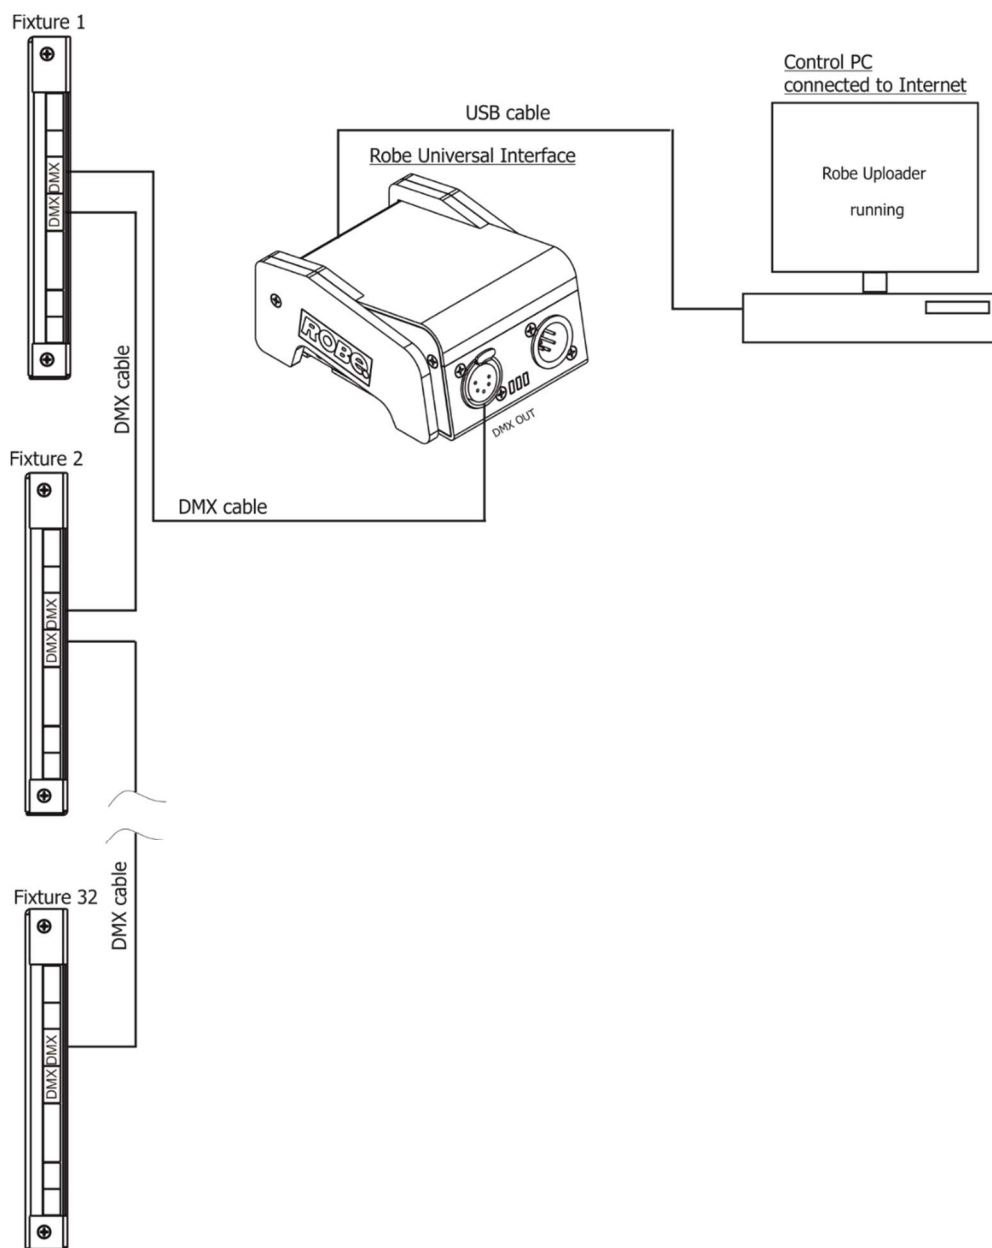 Fixture 1
DMX
DMX
DMX cable
Control PC
connected to Internet
USB cable
Robe Universal Interface
Robe Uploader
running
ROBE
DMX OUT
Fixture 2
DMX cable
DMX
DMX
DMX cable
Fixture 32
DMX
DMX